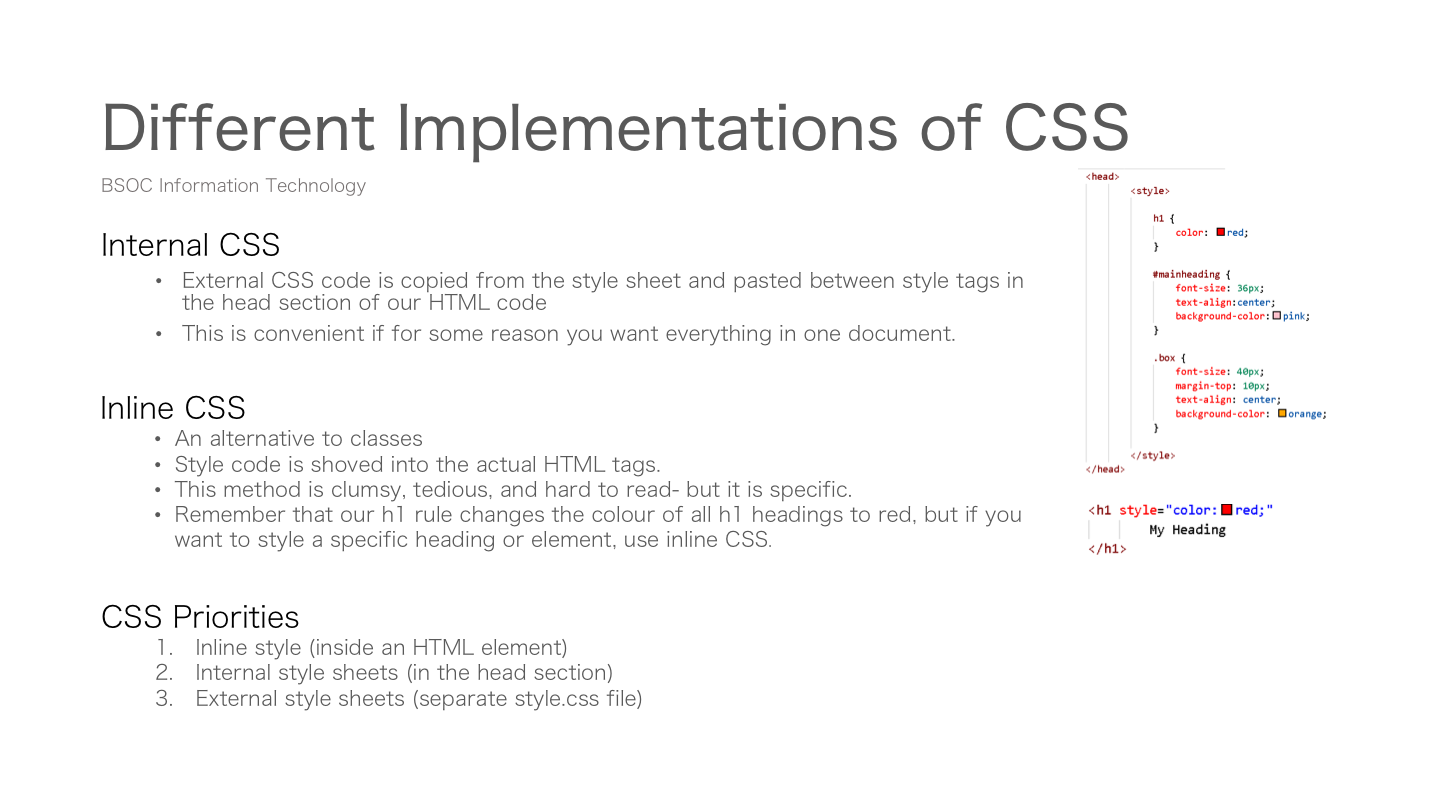 Different Implementations of CSS
BSOC Information Technology
Internal CSS
• External CSS code is copied from the style sheet and pasted between style tags in
the head section of our HTML code
• This is convenient if for some reason you want everything in one document.
Inline CSS
• An alternative to classes
• Style code is shoved into the actual HTML tags.
• This method is clumsy, tedious, and hard to read- but it is specific.
• Remember that our h1 rule changes the colour of all h1 headings to red, but if you
want to style a specific heading or element, use inline CSS.
CSS Priorities
1. Inline style (inside an HTML element)
2. Internal style sheets (in the head section)
3. External style sheets (separate style.css file)
<head>
<style>
h1 {
color: red;
}
#mainheading {
font-size: 36px;
text-align:center;
background-color: pink;
}
.box {
font-size: 40px;
margin-top: 10px;
text-align: center;
background-color: orange;
}
</style>
</head>
<h1 style="color: red;"
My Heading
</h1>